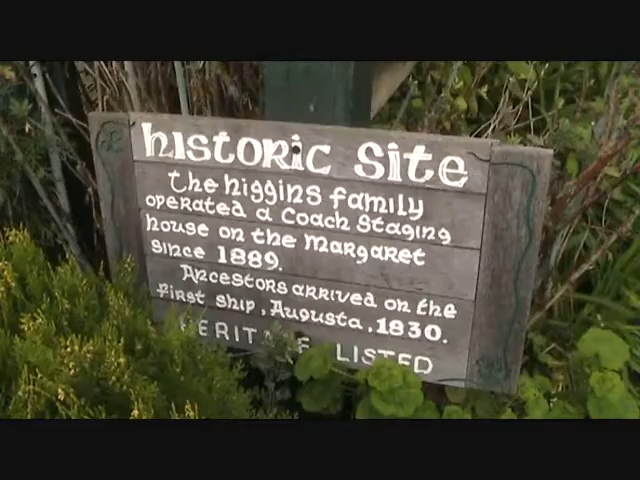 historic site
The higgins family
operated a coach staging
house on the Margaret
since 1889.
Ancestors arrived on the
first ship, Augusta. 1830.
HERITAGE LISTED